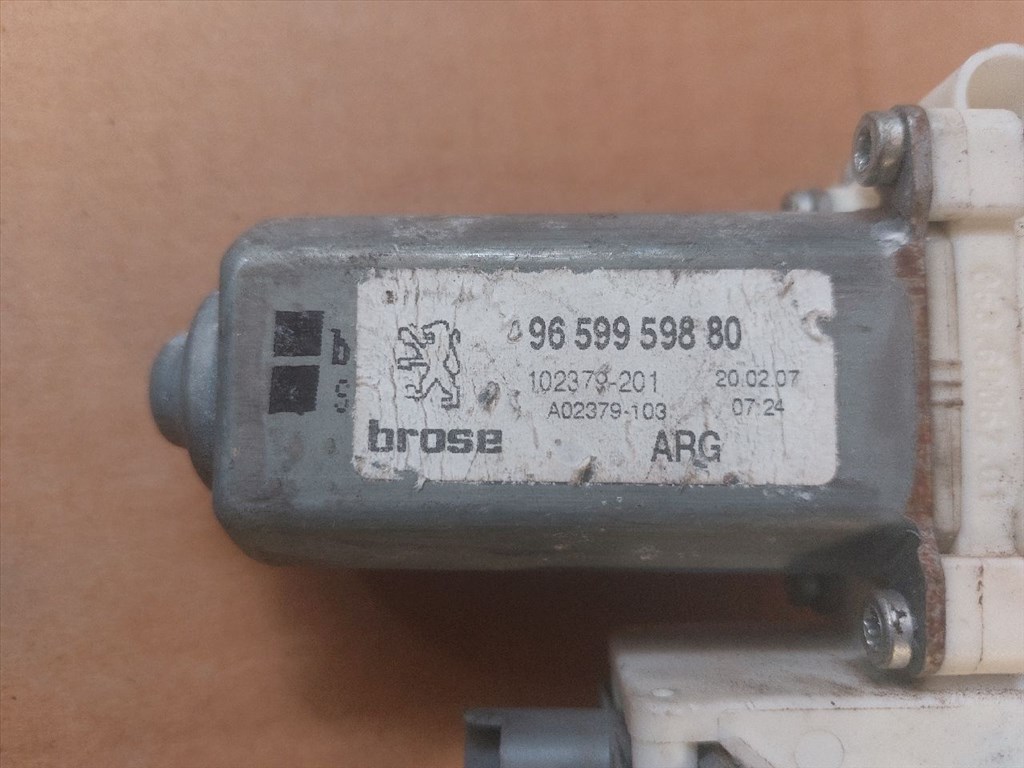 96 599 598 80
102379-201 20.02.07
A02379-103 07:24
brose ARG
b